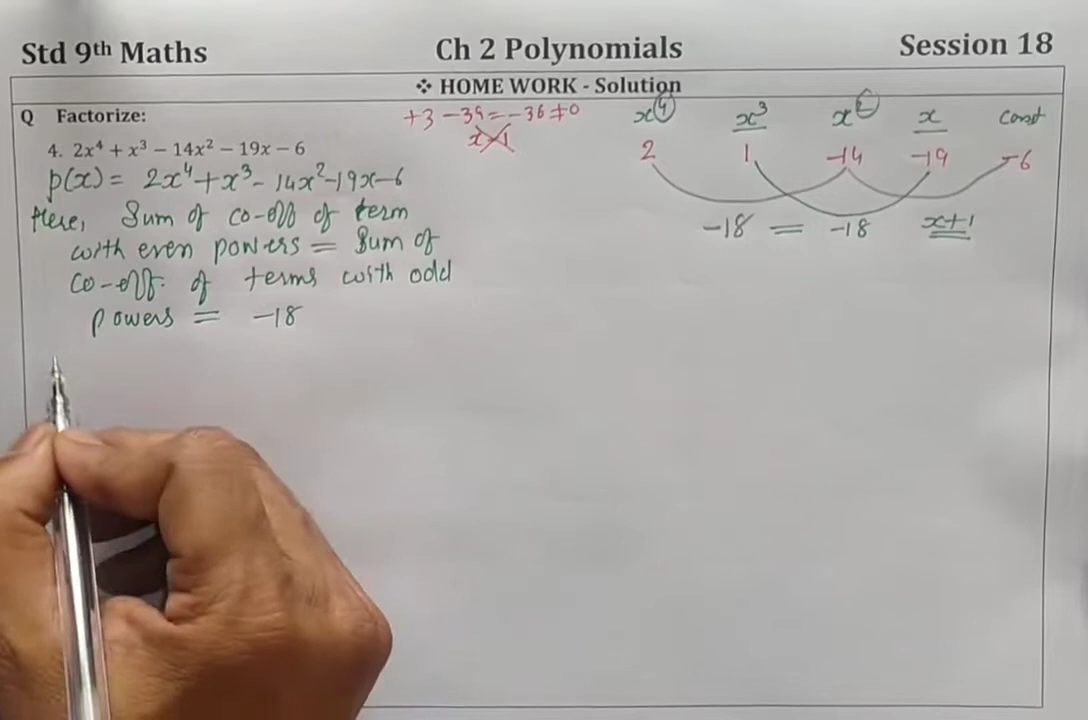 Std 9th Maths Ch 2 Polynomials Session 18
❖ HOME WORK - Solution
Q Factorize:
4. 2x⁴ + x³ − 14x² − 19x − 6
+3 −39 = −36 ≠ 0
x-1
x⁴ x³ x² x const
2 1 -14 -19 -6
-18 = -18 x+1
p(x) = 2x⁴+x³- 14x²-19x-6
Here, Sum of co-eff of term
with even powers = Sum of
co-eff. of terms with odd
powers = -18